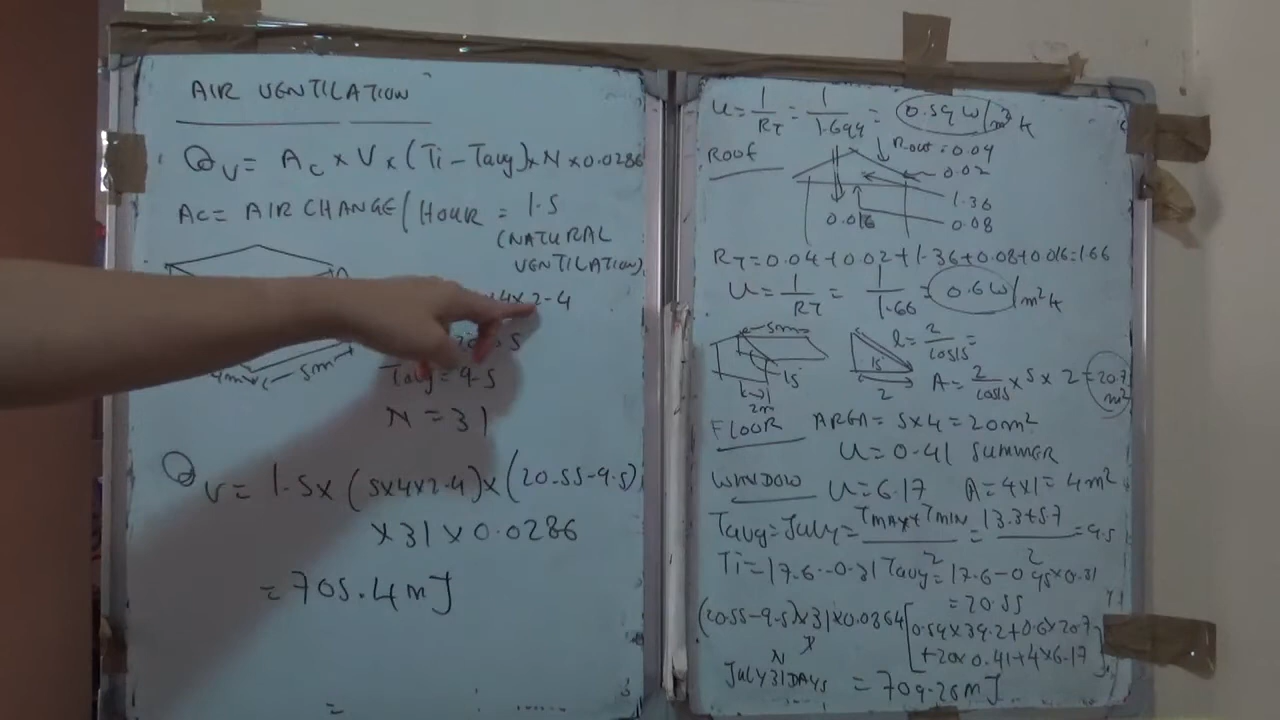 AIR VENTILATION
Qv = Ac x V x (Ti - Tavg) x N x 0.0286
Ac = AIR CHANGE / HOUR = 1.5
(NATURAL
VENTILATION)
x4x2-4
5
Tavg = 9.5
N = 31
4m
5m
Qv = 1.5x (5x4x2.4)x(20.55-9.5)
x 31 x 0.0286
= 705.4 mJ
=
U = 1/RT = 1/1.694 = 0.59 W/m²k
ROOF
Rout = 0.04
0.02
1.36
0.016
0.08
RT = 0.04+0.02+1.36+0.08+0.016=1.66
U = 1/RT = 1/1.66 = 0.6W/m²k
5m
15
2m
15
2
l = 2/cos15 =
A = 2/cos15 x 5 x 2 = 20.7 m²
FLOOR AREA = 5x4 = 20m²
U = 0.41 SUMMER
WINDOW U = 6.17 A = 4x1 = 4m²
Tavg = July = TMAX+TMIN/2 = 13.3+5.7/2 = 9.5
Ti = 17.6-0.31 Tavg = 17.6-0 95x0.31
= 20.55
(20.55-9.5)x31x0.0864[0.59x39.2+0.6x20.7
+20x0.41+4x6.17]
N
July 31 DAYS = 709.28 mJ